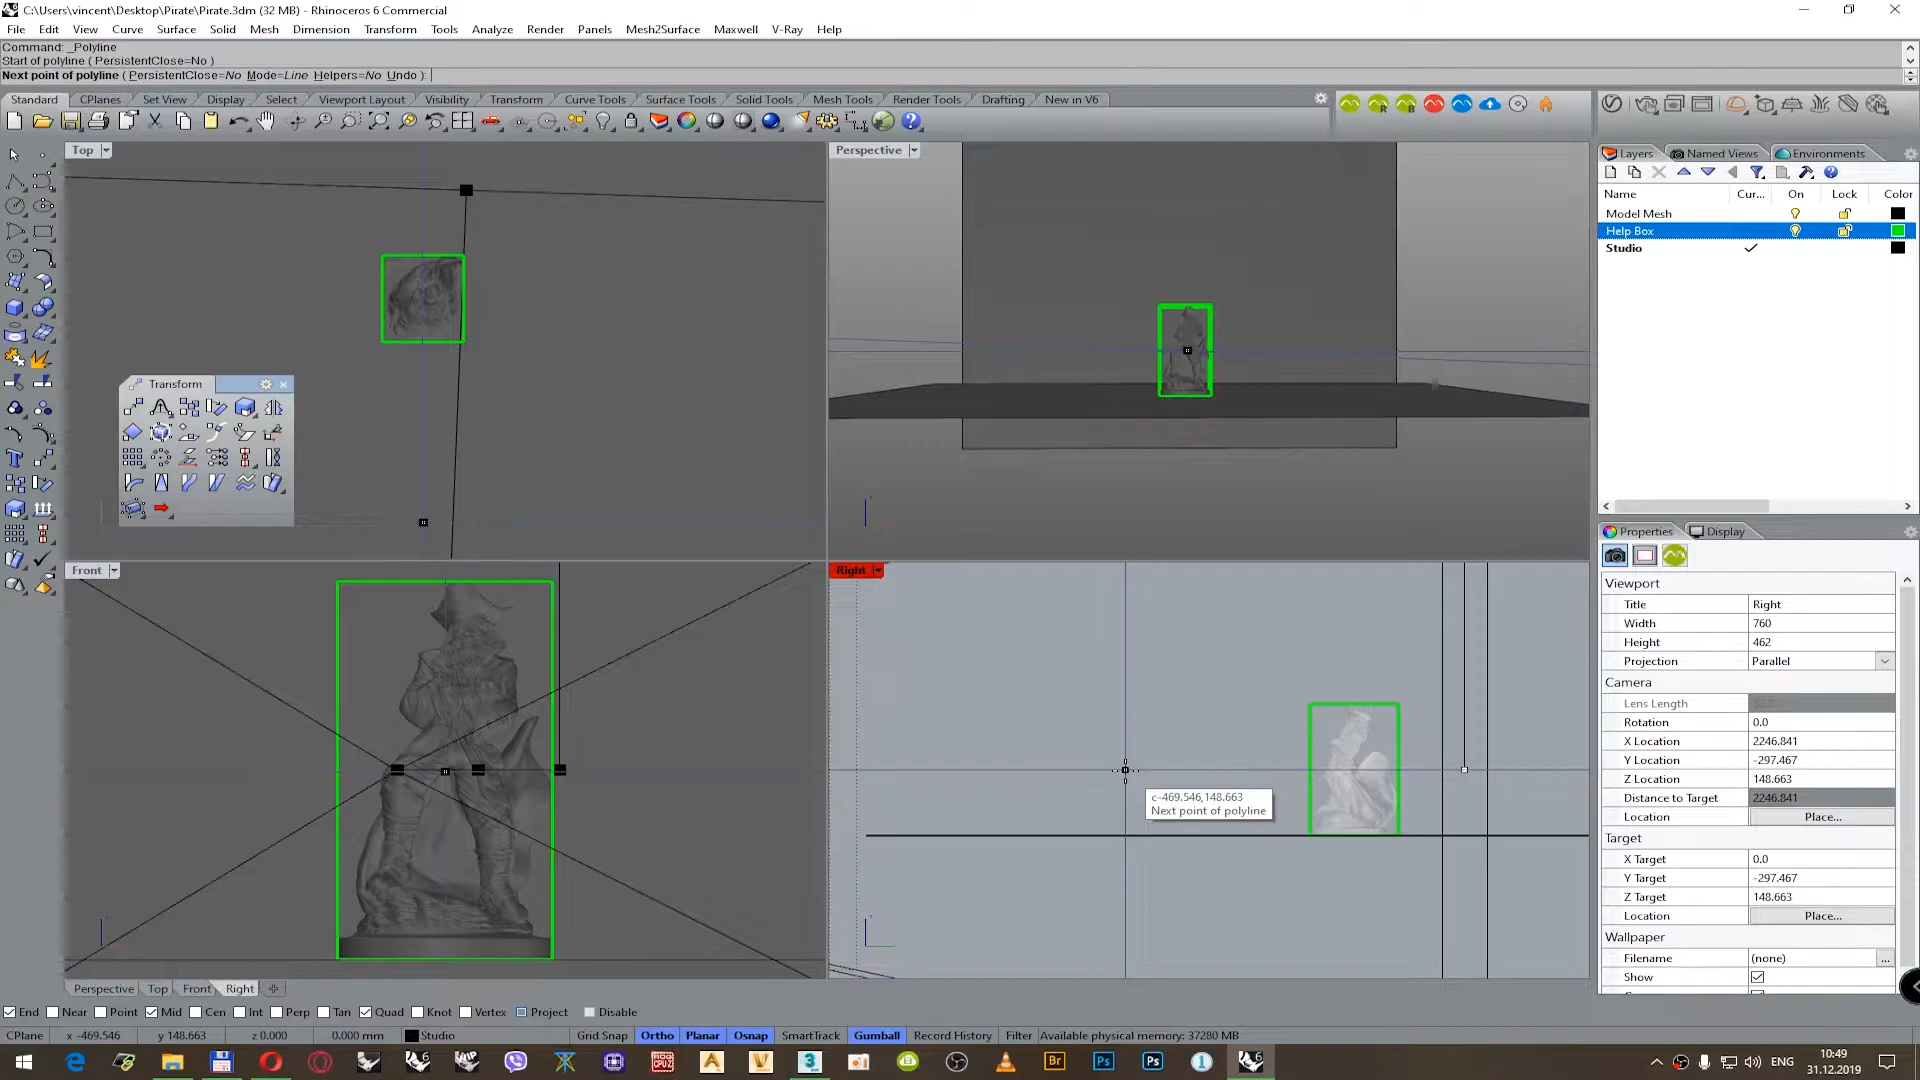 C:\Users\vincent\Desktop\Pirate\Pirate.3dm (32 MB) - Rhinoceros 6 Commercial
File Edit View Curve Surface Solid Mesh Dimension Transform Tools Analyze Render Panels Mesh2Surface Maxwell V-Ray Help
Command: _Polyline
Start of polyline ( PersistentClose=No )
Next point of polyline ( PersistentClose=No Mode=Line Helpers=No Undo ):
Standard CPlanes Set View Display Select Viewport Layout Visibility Transform Curve Tools Surface Tools Solid Tools Mesh Tools Render Tools Drafting New in V6
Top
Perspective
Layers Named Views Environments
Name Cur... On Lock Color
Model Mesh
Help Box
Studio
Transform
Properties Display
Front
Right
Viewport
Title Right
Width 760
Height 462
Projection Parallel
Camera
Lens Length
Rotation 0.0
X Location 2246.841
Y Location -297.467
Z Location 148.663
Distance to Target 2246.841
Location Place...
Target
X Target 0.0
Y Target -297.467
Z Target 148.663
Location Place...
Wallpaper
Filename (none) ...
Show
c-469.546,148.663
Next point of polyline
Perspective Top Front Right
End Near Point Mid Cen Int Perp Tan Quad Knot Vertex Project Disable
CPlane x -469.546 y 148.663 z 0.000 0.000 mm Studio Grid Snap Ortho Planar Osnap SmartTrack Gumball Record History Filter Available physical memory: 37280 MB
ENG
10:49
31.12.2019